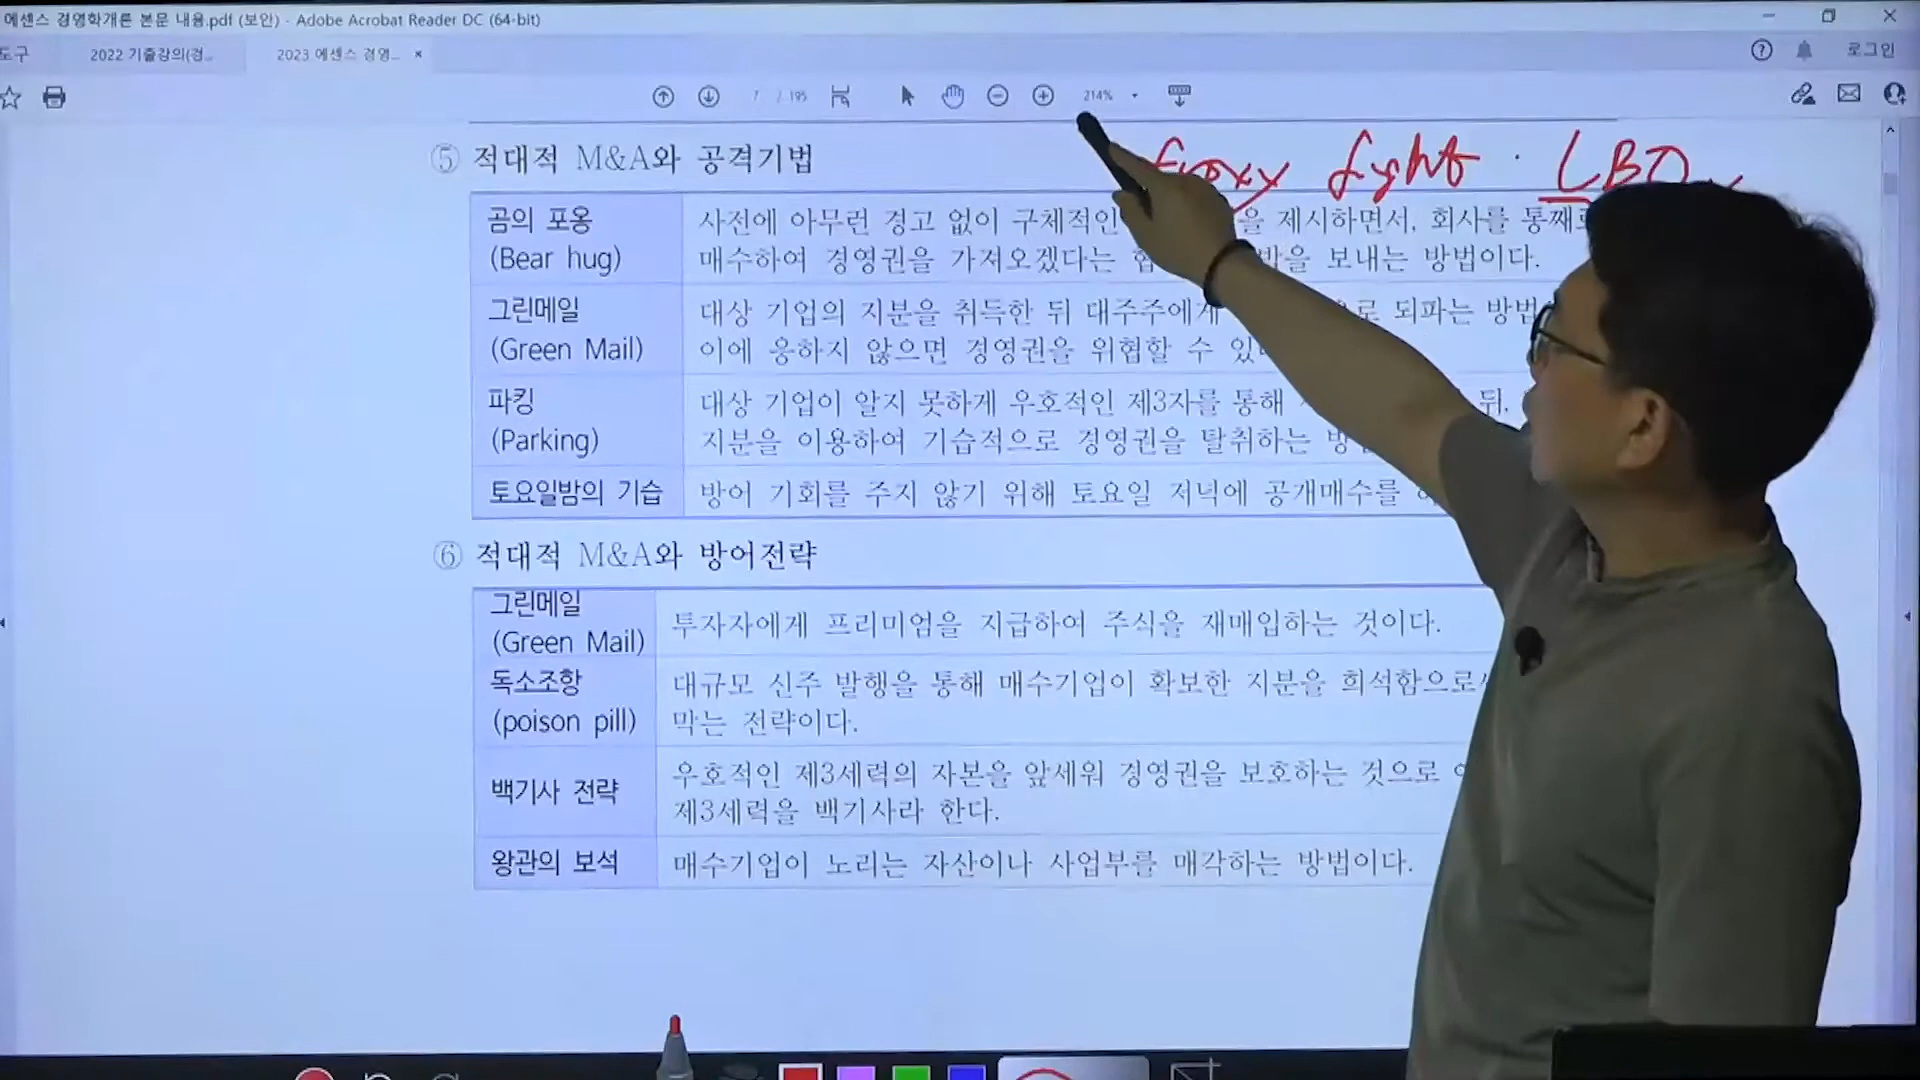 에센스 경영학개론 본문 내용.pdf (보안) - Adobe Acrobat Reader DC (64-bit)
도구 2022 기출강의(경... 2023 에센스 경영... × 로그인
7 / 195 214%
⑤ 적대적 M&A와 공격기법
proxy fight · LBO
곰의 포옹
(Bear hug)
사전에 아무런 경고 없이 구체적인 을 제시하면서, 회사를 통째로
매수하여 경영권을 가져오겠다는 을 보내는 방법이다.
그린메일
(Green Mail)
대상 기업의 지분을 취득한 뒤 대주주에게 되파는
이에 응하지 않으면 경영권을 위협할 수
파킹
(Parking)
대상 기업이 알지 못하게 우호적인 제3자를 통해 뒤,
지분을 이용하여 기습적으로 경영권을 탈취하는
토요일밤의 기습
방어 기회를 주지 않기 위해 토요일 저녁에 공개매수를
⑥ 적대적 M&A와 방어전략
그린메일
(Green Mail)
투자자에게 프리미엄을 지급하여 주식을 재매입하는 것이다.
독소조항
(poison pill)
대규모 신주 발행을 통해 매수기업이 확보한 지분을
막는 전략이다.
백기사 전략
우호적인 제3세력의 자본을 앞세워 경영권을 보호하는 것으로
제3세력을 백기사라 한다.
왕관의 보석
매수기업이 노리는 자산이나 사업부를 매각하는 방법이다.